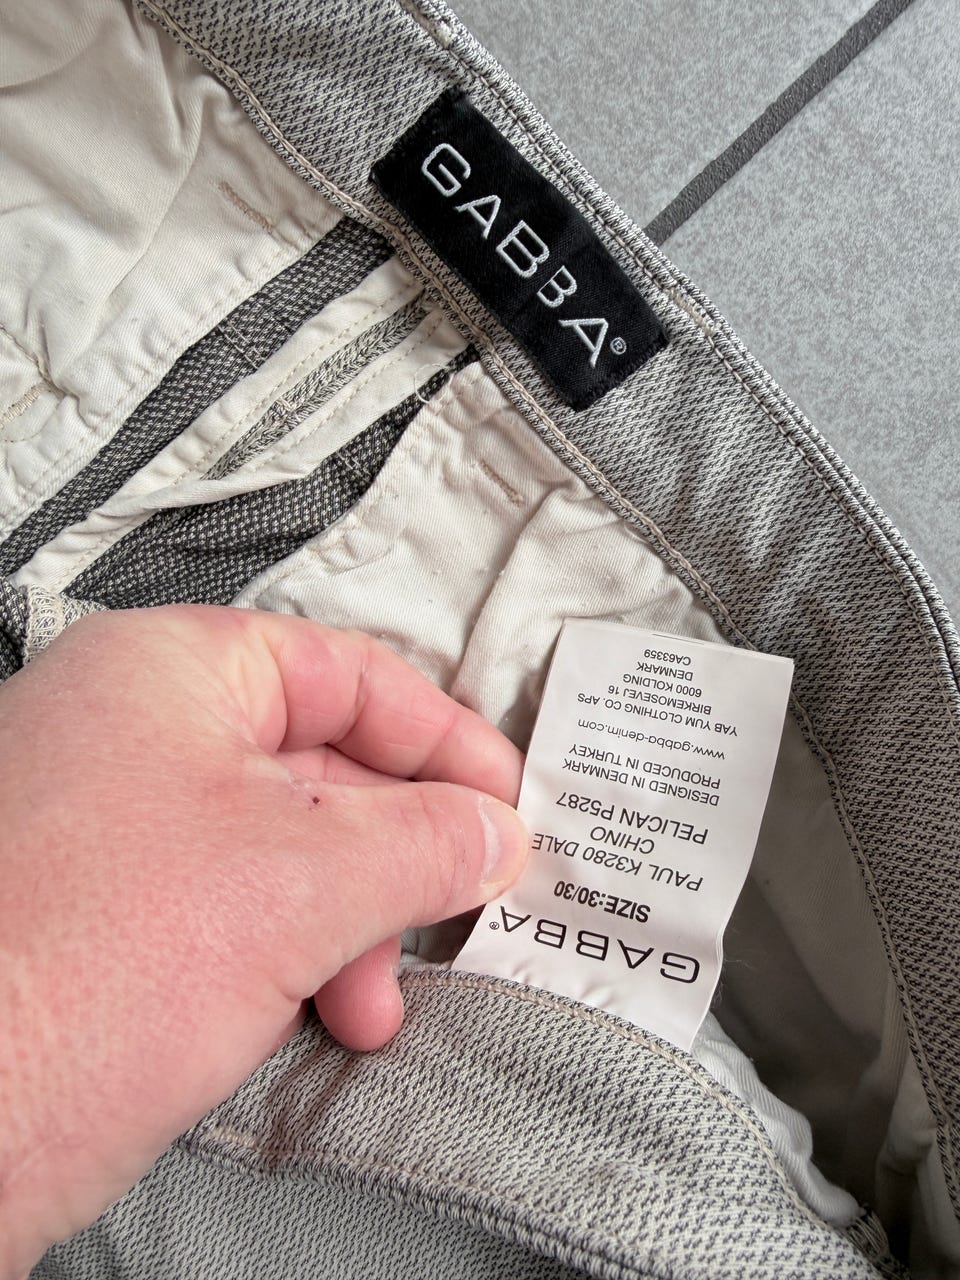 GABBA®
GABBA®
SIZE:30/30
PAUL K3280 DALE
CHINO
PELICAN P5287
DESIGNED IN DENMARK
PRODUCED IN TURKEY
www.gabba-denim.com
YAB YUM CLOTHING CO. APS
BIRKEMOSEVEJ 16
6000 KOLDING
DENMARK
CA63359